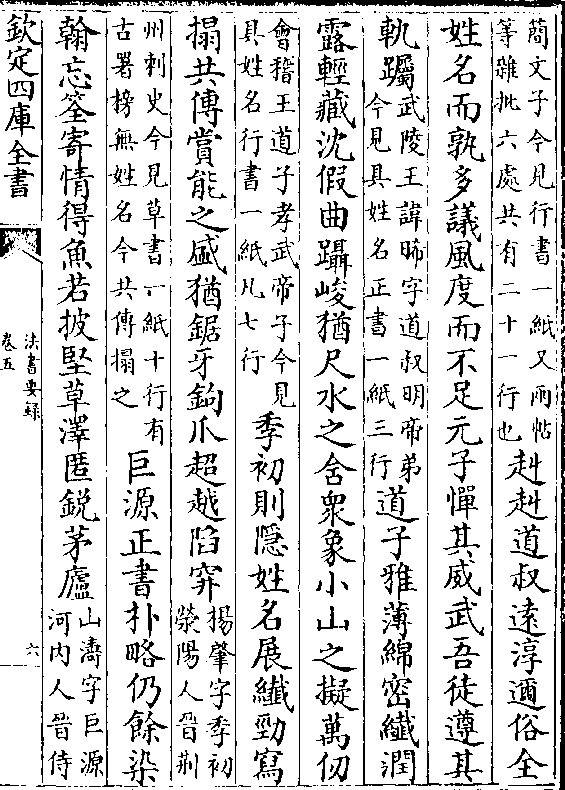 簡文子今見行書一紙又兩帖
等雜批六處共有二十一行也
赳赳道叔遠淳邇俗全
姓名而孰多議風度而不足元子憚其威武吾徒遵其
軌躅
武陵王諱晞字道叔明帝弟
今見具姓名正書一紙三行
道子雅薄綿密纖潤
露輕藏沈假曲躡峻猶尺水之含衆象小山之擬萬仞
會稽王道子孝武帝子今見
具姓名行書一紙凡七行
季初則隱姓名展纖勁寫
搨共傳賞能之盛猶鋸牙鉤爪超越陷穽
楊肇字季初
滎陽人晉荆
州刺史今見草書一紙十行有
古署榜無姓名今共傳搨之
巨源正書朴略仍餘染
翰忘筌寄情得魚若披堅草澤匿銳茅廬
山濤字巨源
河内人晉侍
欽定四庫全書
法書要録
卷五
六